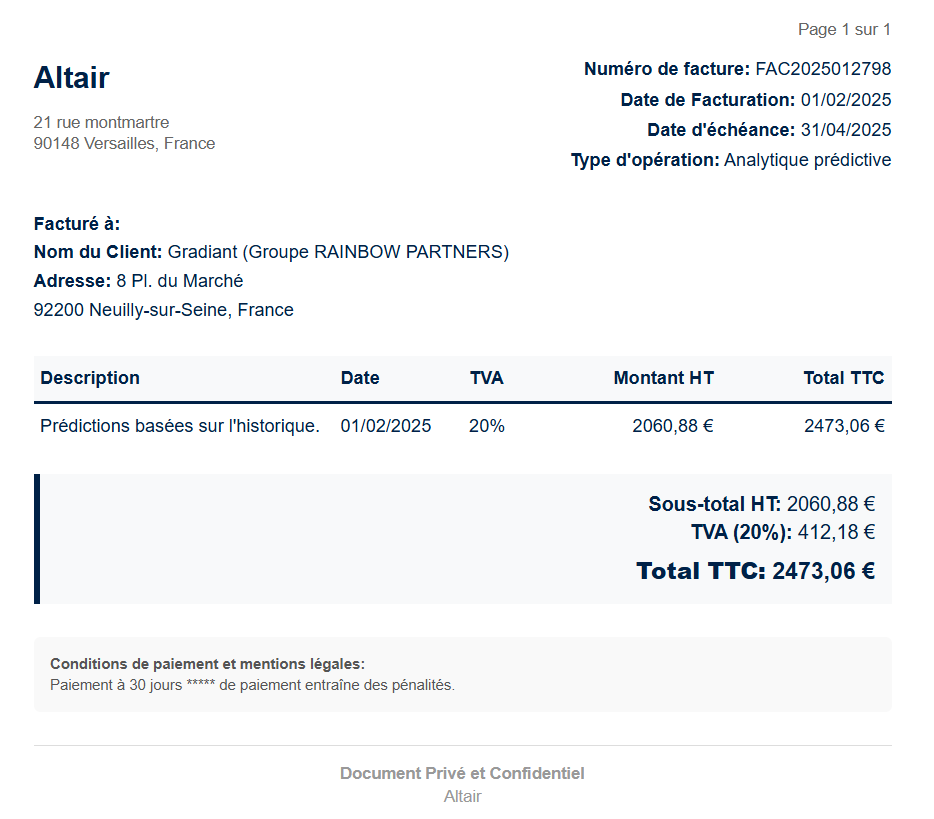 Page 1 sur 1
Altair
21 rue montmartre
90148 Versailles, France
Numéro de facture: FAC2025012798
Date de Facturation: 01/02/2025
Date d'échéance: 31/04/2025
Type d'opération: Analytique prédictive
Facturé à:
Nom du Client: Gradiant (Groupe RAINBOW PARTNERS)
Adresse: 8 Pl. du Marché
92200 Neuilly-sur-Seine, France
Description Date TVA Montant HT Total TTC
Prédictions basées sur l'historique. 01/02/2025 20% 2060,88 € 2473,06 €
Sous-total HT: 2060,88 €
TVA (20%): 412,18 €
Total TTC: 2473,06 €
Conditions de paiement et mentions légales:
Paiement à 30 jours ***** de paiement entraîne des pénalités.
Document Privé et Confidentiel
Altair